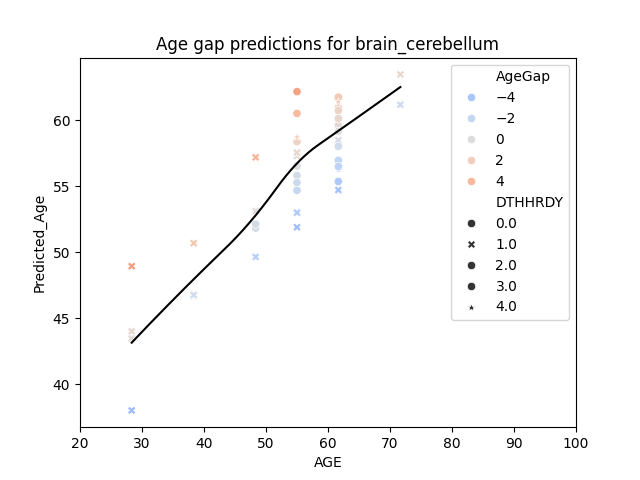 Age gap predictions for brain_cerebellum
Predicted_Age
60
55
50
45
40
20 30 40 50 60 70 80 90 100
AGE
AgeGap
−4
−2
0
2
4
DTHHRDY
0.0
1.0
2.0
3.0
4.0